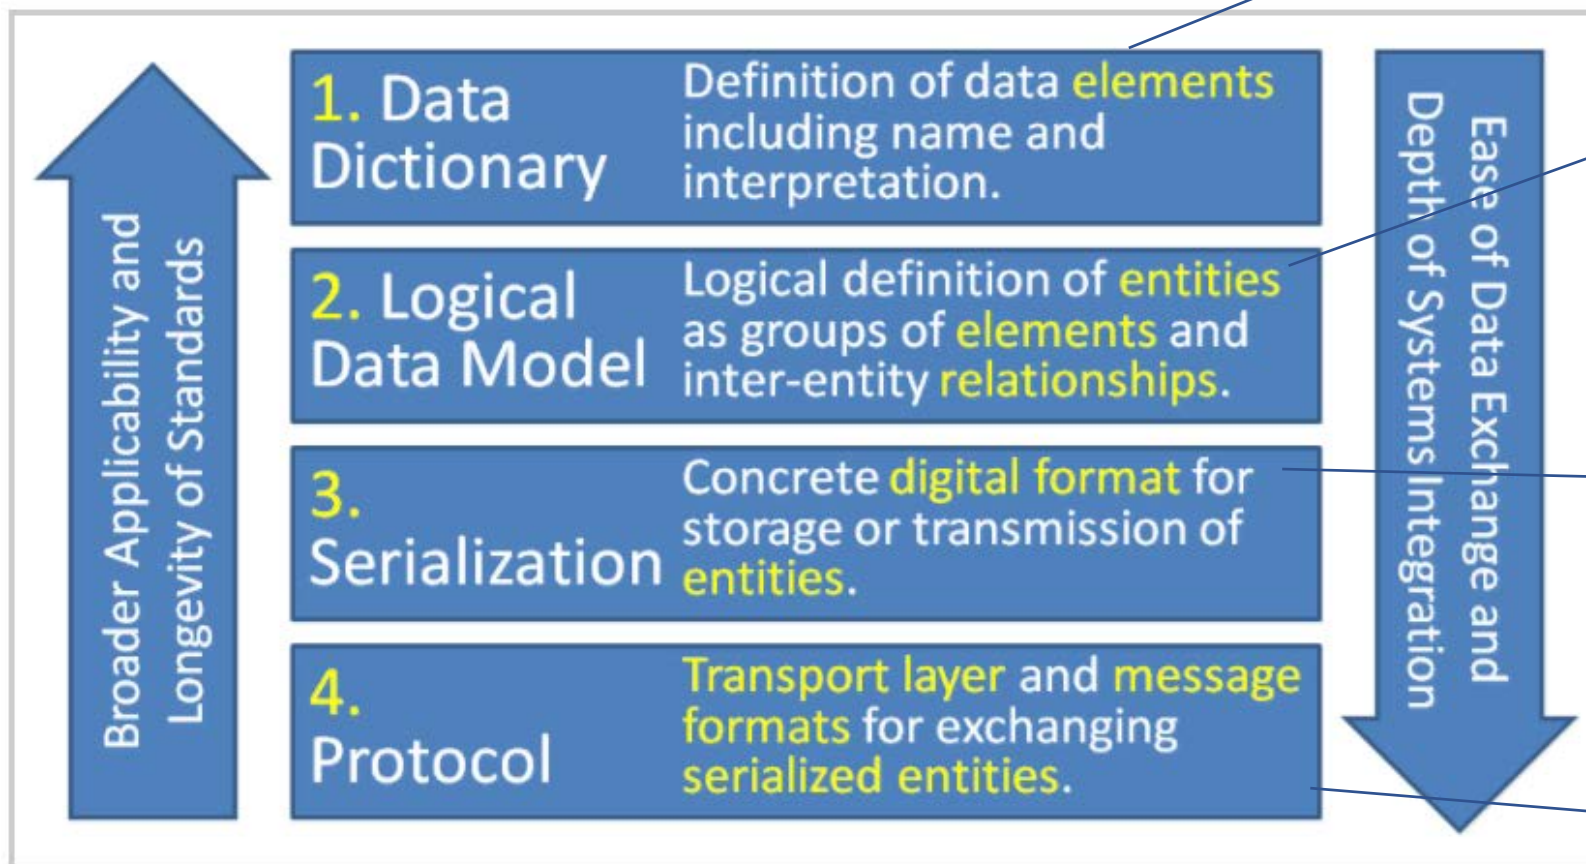 Broader Applicability and
Longevity of Standards
1. Data
Dictionary
Definition of data elements
including name and
interpretation.
2. Logical
Data Model
Logical definition of entities
as groups of elements and
inter-entity relationships.
3.
Serialization
Concrete digital format for
storage or transmission of
entities.
4.
Protocol
Transport layer and message
formats for exchanging
serialized entities.
Ease of Data Exchange and
Depth of Systems Integration